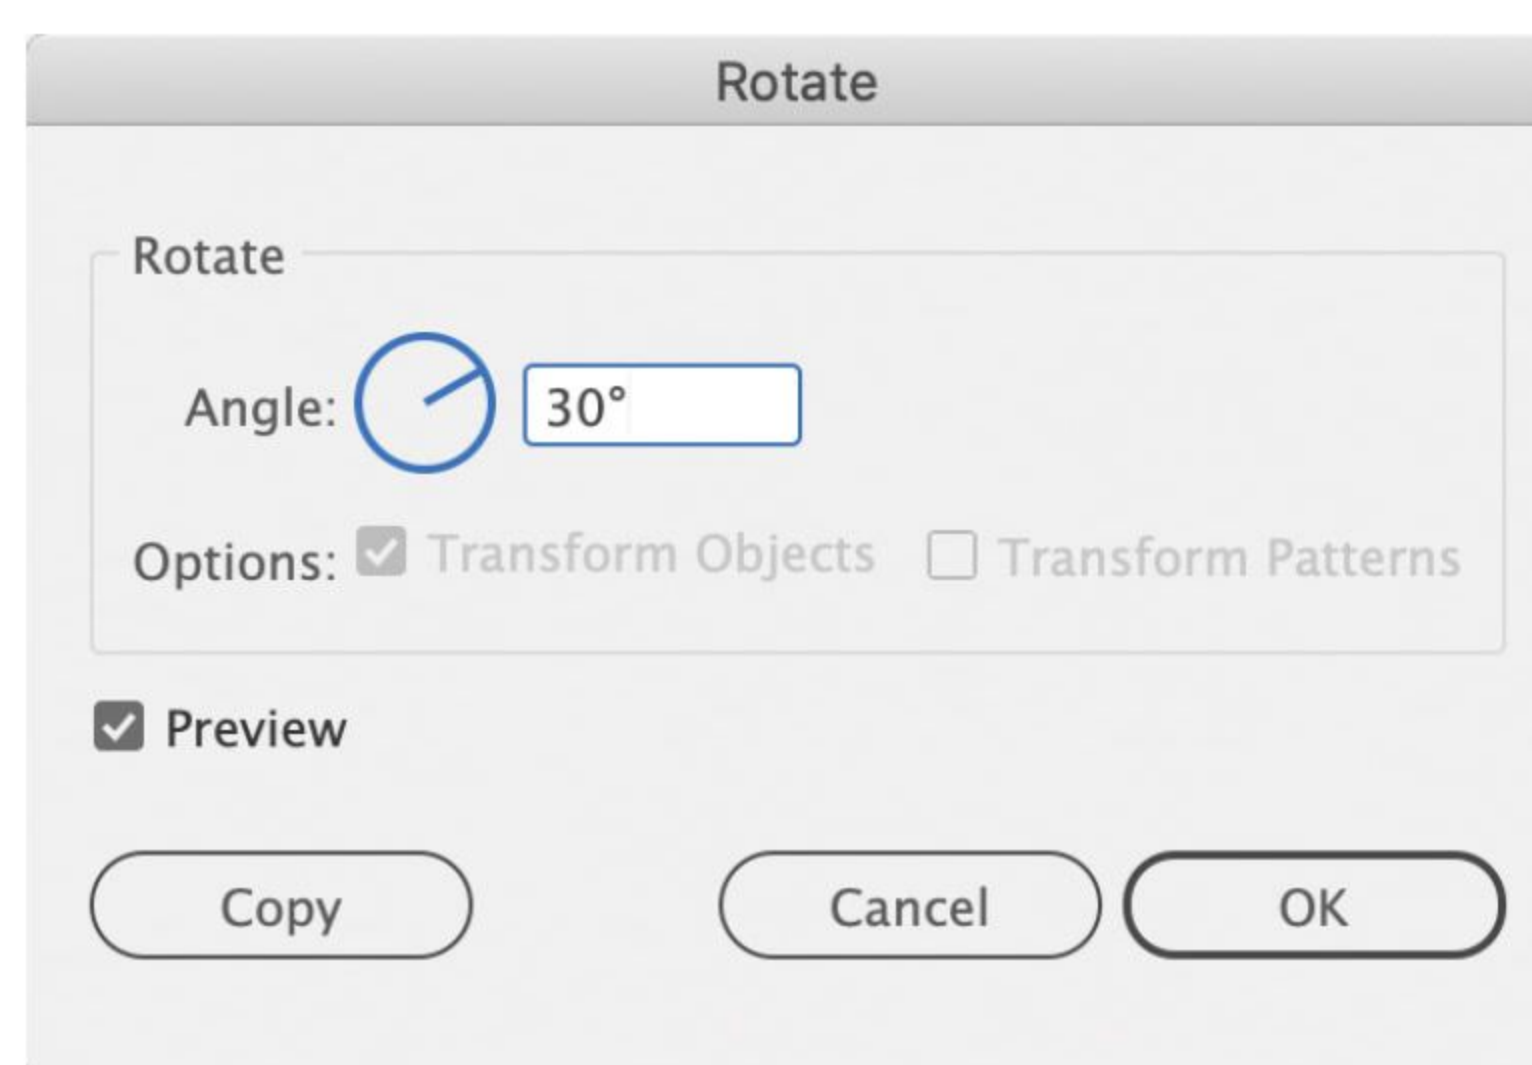 Rotate
Rotate
Angle: 30°
Options: Transform Objects Transform Patterns
Preview
Copy Cancel OK